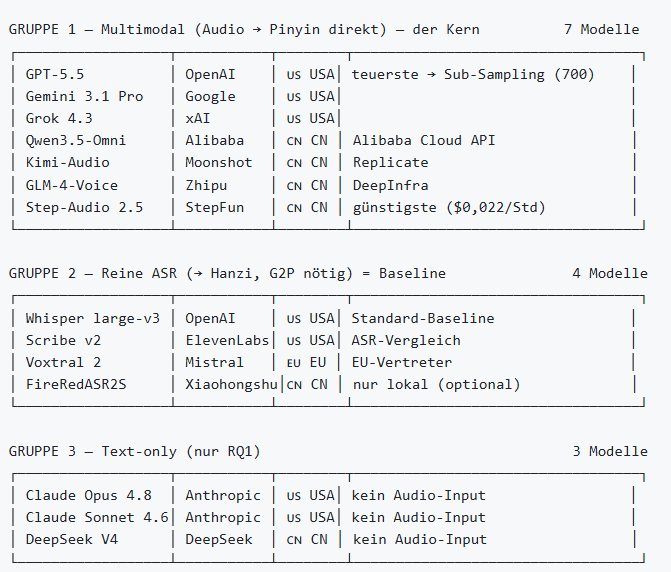 GRUPPE 1 — Multimodal (Audio → Pinyin direkt) — der Kern 7 Modelle
GPT-5.5 OpenAI US USA teuerste → Sub-Sampling (700)
Gemini 3.1 Pro Google US USA
Grok 4.3 xAI US USA
Qwen3.5-Omni Alibaba CN CN Alibaba Cloud API
Kimi-Audio Moonshot CN CN Replicate
GLM-4-Voice Zhipu CN CN DeepInfra
Step-Audio 2.5 StepFun CN CN günstigste ($0,022/Std)
GRUPPE 2 — Reine ASR (→ Hanzi, G2P nötig) = Baseline 4 Modelle
Whisper large-v3 OpenAI US USA Standard-Baseline
Scribe v2 ElevenLabs US USA ASR-Vergleich
Voxtral 2 Mistral EU EU EU-Vertreter
FireRedASR2S Xiaohongshu CN CN nur lokal (optional)
GRUPPE 3 — Text-only (nur RQ1) 3 Modelle
Claude Opus 4.8 Anthropic US USA kein Audio-Input
Claude Sonnet 4.6 Anthropic US USA kein Audio-Input
DeepSeek V4 DeepSeek CN CN kein Audio-Input